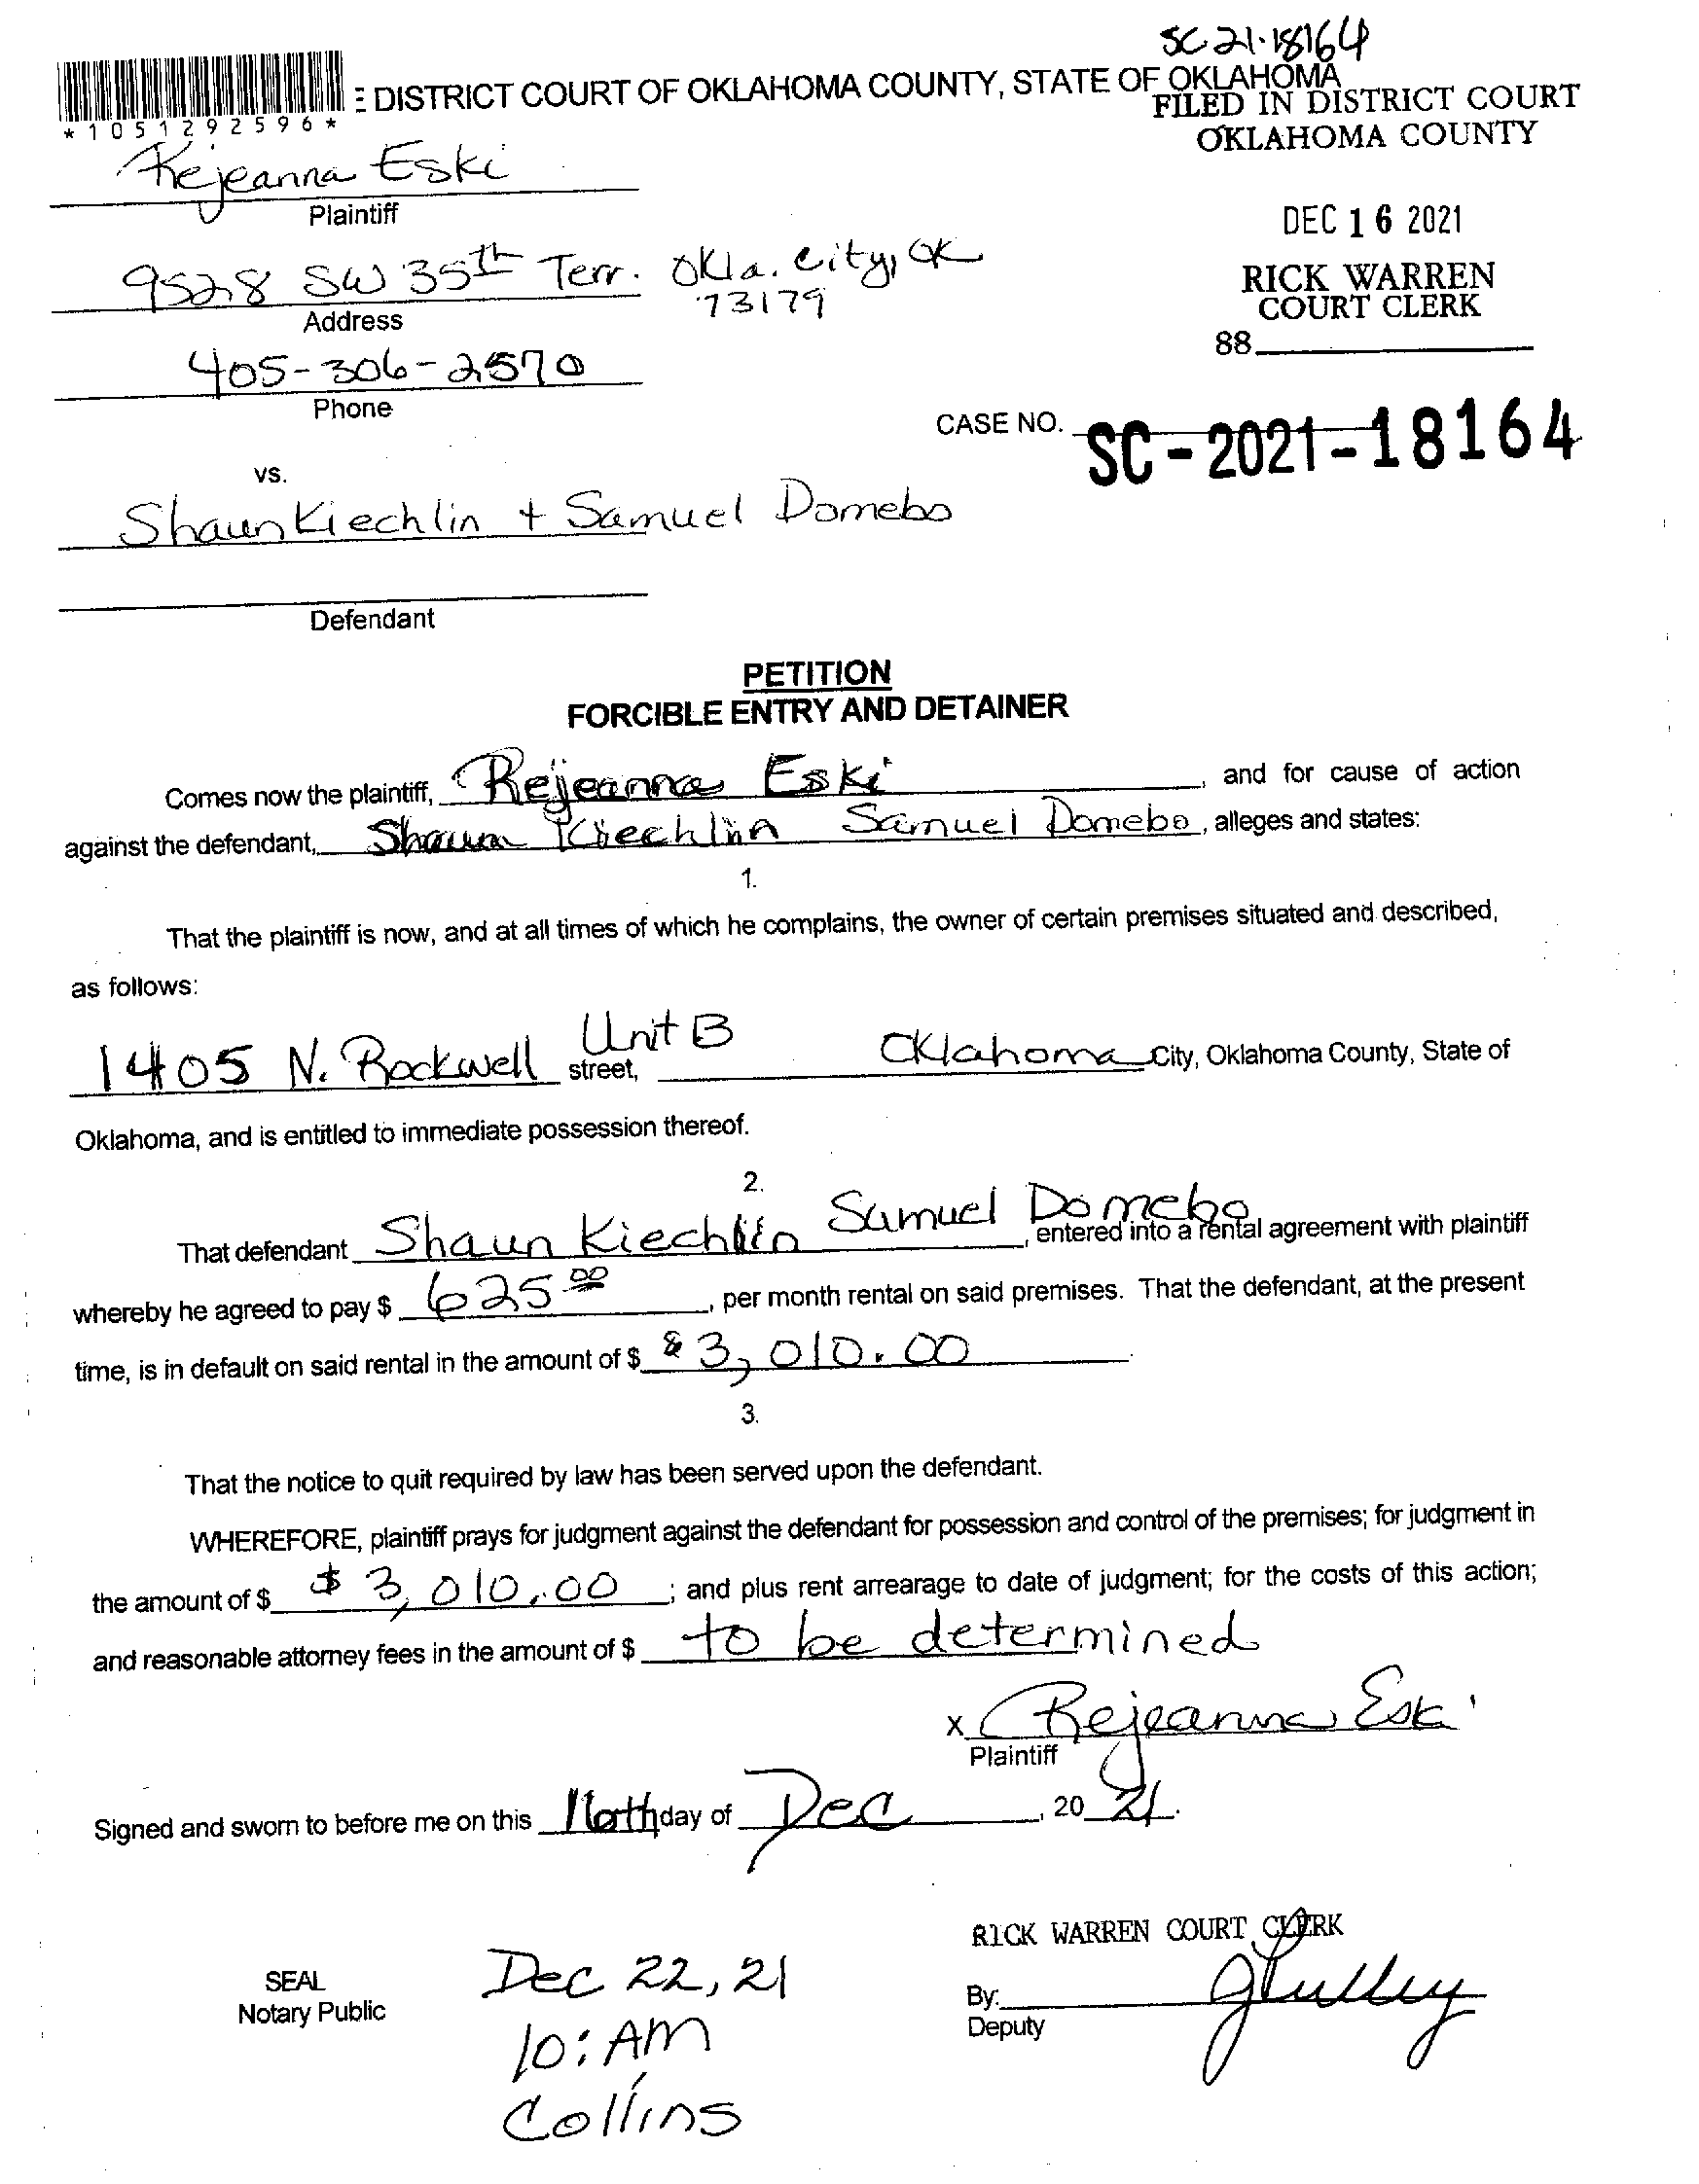 SC-21-18164
DISTRICT COURT OF OKLAHOMA COUNTY, STATE OF OKLAHOMA
FILED IN DISTRICT COURT
OKLAHOMA COUNTY
*1051292596*
Rejeanna Eski
Plaintiff
DEC 16 2021
9528 SW 35th Terr. Okla. City, OK
73179
Address
RICK WARREN
COURT CLERK
88
405-306-2570
Phone
CASE NO. SC-2021-18164
vs.
Shaun Kiechlin + Samuel Domebo
Defendant
PETITION
FORCIBLE ENTRY AND DETAINER
Comes now the plaintiff, Rejeanna Eski, and for cause of action
against the defendant, Shaun Kiechlin Samuel Domebo, alleges and states:
1.
That the plaintiff is now, and at all times of which he complains, the owner of certain premises situated and described,
as follows:
1405 N. Rockwell street, Unit B Oklahoma City, Oklahoma County, State of
Oklahoma, and is entitled to immediate possession thereof.
2.
That defendant Shaun Kiechlin Samuel Domebo, entered into a rental agreement with plaintiff
whereby he agreed to pay $ 625.00, per month rental on said premises. That the defendant, at the present
time, is in default on said rental in the amount of $ $3,010.00.
3.
That the notice to quit required by law has been served upon the defendant.
WHEREFORE, plaintiff prays for judgment against the defendant for possession and control of the premises; for judgment in
the amount of $ $3,010.00; and plus rent arrearage to date of judgment; for the costs of this action;
and reasonable attorney fees in the amount of $ to be determined
x Rejeanna Eski
Plaintiff
Signed and sworn to before me on this 16th day of Dec, 2021.
RICK WARREN COURT CLERK
SEAL
Notary Public
Dec 22, 21
10: AM
Collins
By:
Deputy